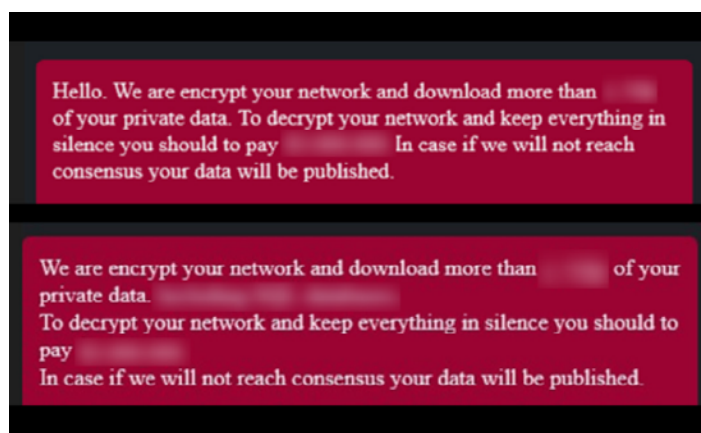 Hello. We are encrypt your network and download more than
of your private data. To decrypt your network and keep everything in
silence you should to pay In case if we will not reach
consensus your data will be published.
We are encrypt your network and download more than of your
private data.
To decrypt your network and keep everything in silence you should to
pay
In case if we will not reach consensus your data will be published.